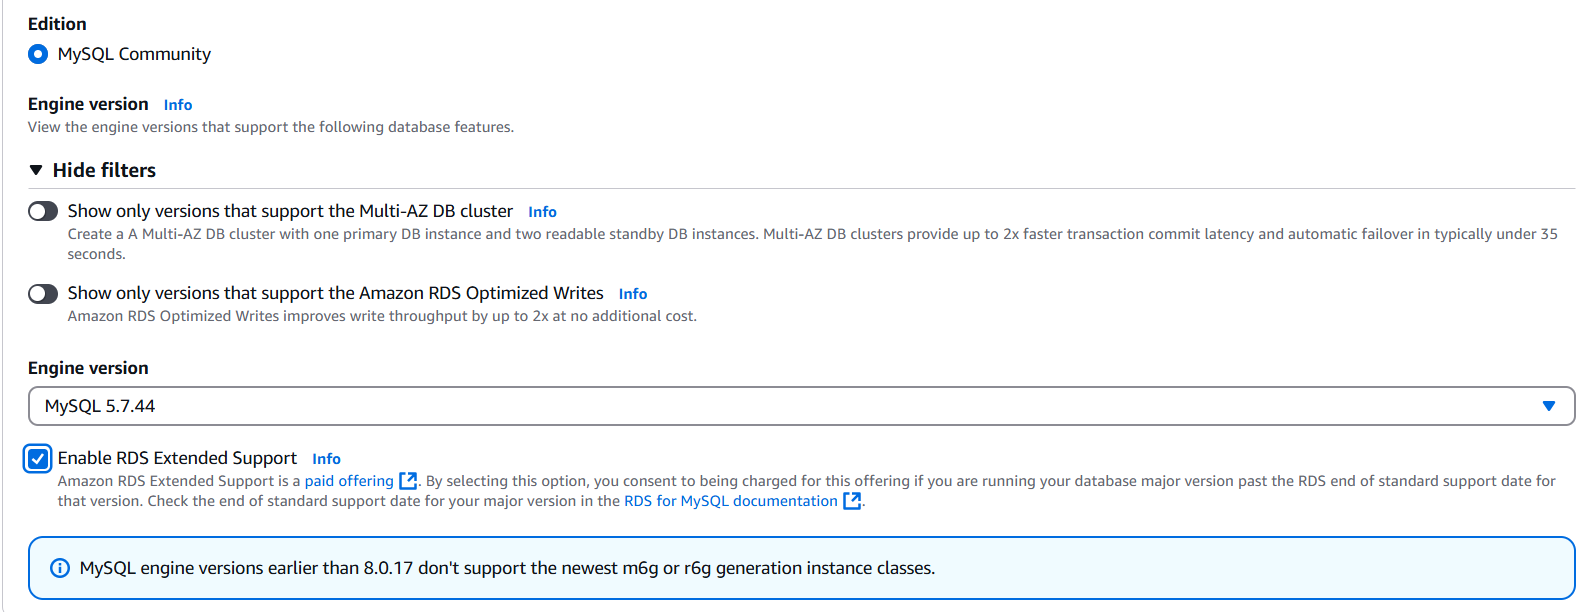 Edition
MySQL Community
Engine version Info
View the engine versions that support the following database features.
Hide filters
Show only versions that support the Multi-AZ DB cluster Info
Create a A Multi-AZ DB cluster with one primary DB instance and two readable standby DB instances. Multi-AZ DB clusters provide up to 2x faster transaction commit latency and automatic failover in typically under 35
seconds.
Show only versions that support the Amazon RDS Optimized Writes Info
Amazon RDS Optimized Writes improves write throughput by up to 2x at no additional cost.
Engine version
MySQL 5.7.44
Enable RDS Extended Support Info
Amazon RDS Extended Support is a paid offering. By selecting this option, you consent to being charged for this offering if you are running your database major version past the RDS end of standard support date for
that version. Check the end of standard support date for your major version in the RDS for MySQL documentation.
MySQL engine versions earlier than 8.0.17 don't support the newest m6g or r6g generation instance classes.